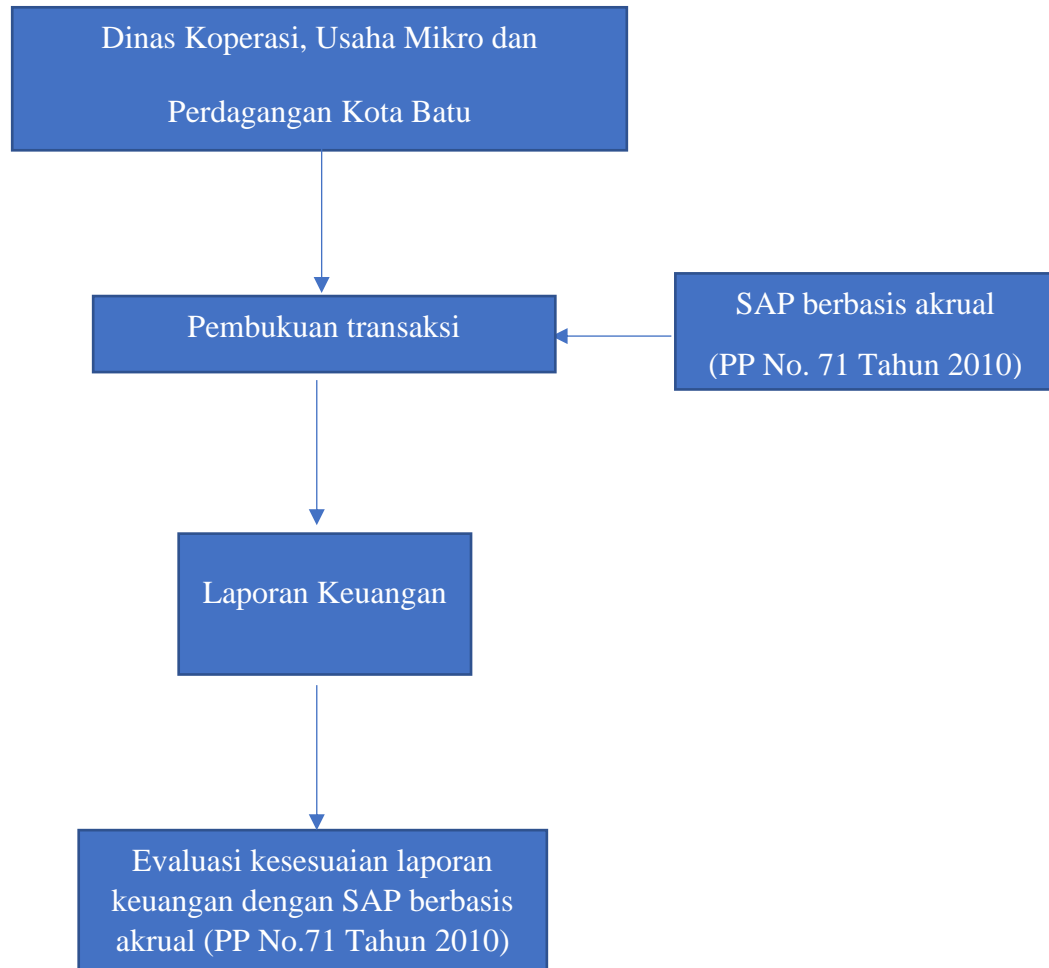 Dinas Koperasi, Usaha Mikro dan
Perdagangan Kota Batu
Pembukuan transaksi
SAP berbasis akrual
(PP No. 71 Tahun 2010)
Laporan Keuangan
Evaluasi kesesuaian laporan
keuangan dengan SAP berbasis
akrual (PP No.71 Tahun 2010)